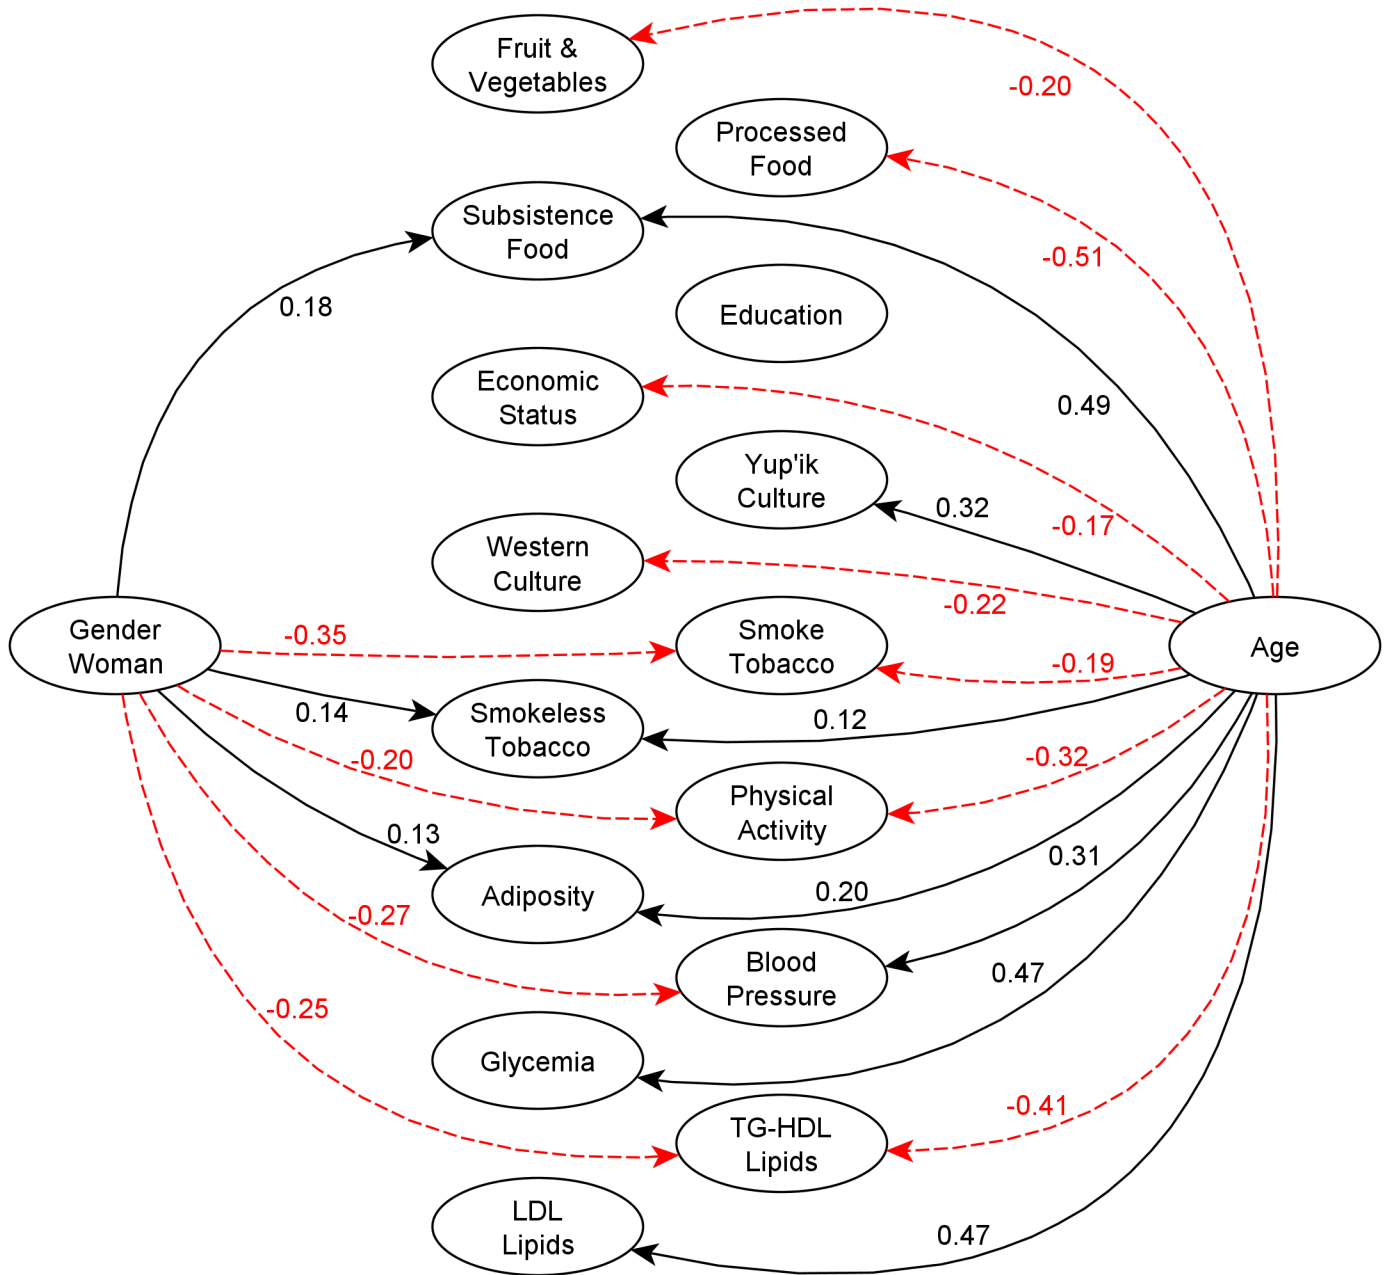 Fruit &
Vegetables
-0.20
Processed
Food
Subsistence
Food
-0.51
0.18
Education
Economic
Status
0.49
Yup'ik
Culture
0.32
-0.17
Western
Culture
-0.22
Gender
Woman
-0.35
Smoke
Tobacco
-0.19
Age
0.14
Smokeless
Tobacco
0.12
-0.20
-0.32
Physical
Activity
0.13
0.31
Adiposity
0.20
-0.27
Blood
Pressure
0.47
-0.25
Glycemia
-0.41
TG-HDL
Lipids
LDL
Lipids
0.47